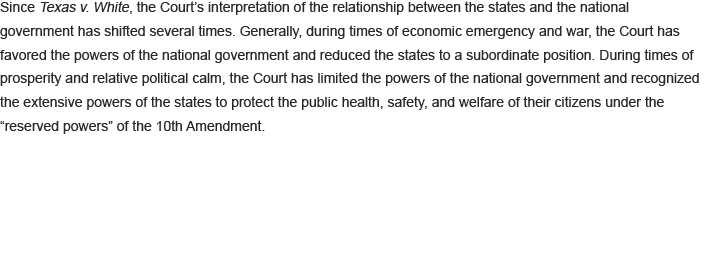 Since Texas v. White, the Court’s interpretation of the relationship between the states and the national
government has shifted several times. Generally, during times of economic emergency and war, the Court has
favored the powers of the national government and reduced the states to a subordinate position. During times of
prosperity and relative political calm, the Court has limited the powers of the national government and recognized
the extensive powers of the states to protect the public health, safety, and welfare of their citizens under the
“reserved powers” of the 10th Amendment.